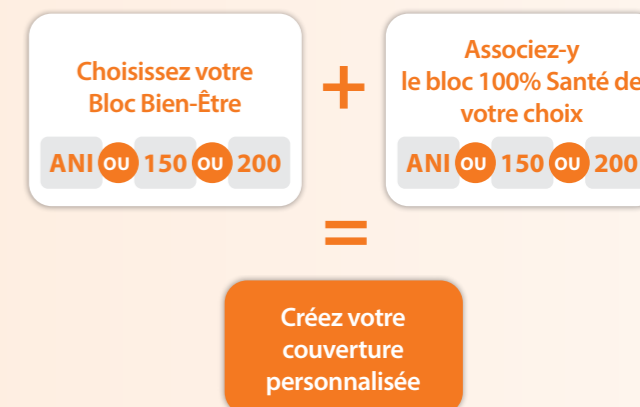 Choisissez votre
Bloc Bien-Être
ANI OU 150 OU 200
+
Associez-y
le bloc 100% Santé de
votre choix
ANI OU 150 OU 200
=
Créez votre
couverture
personnalisée